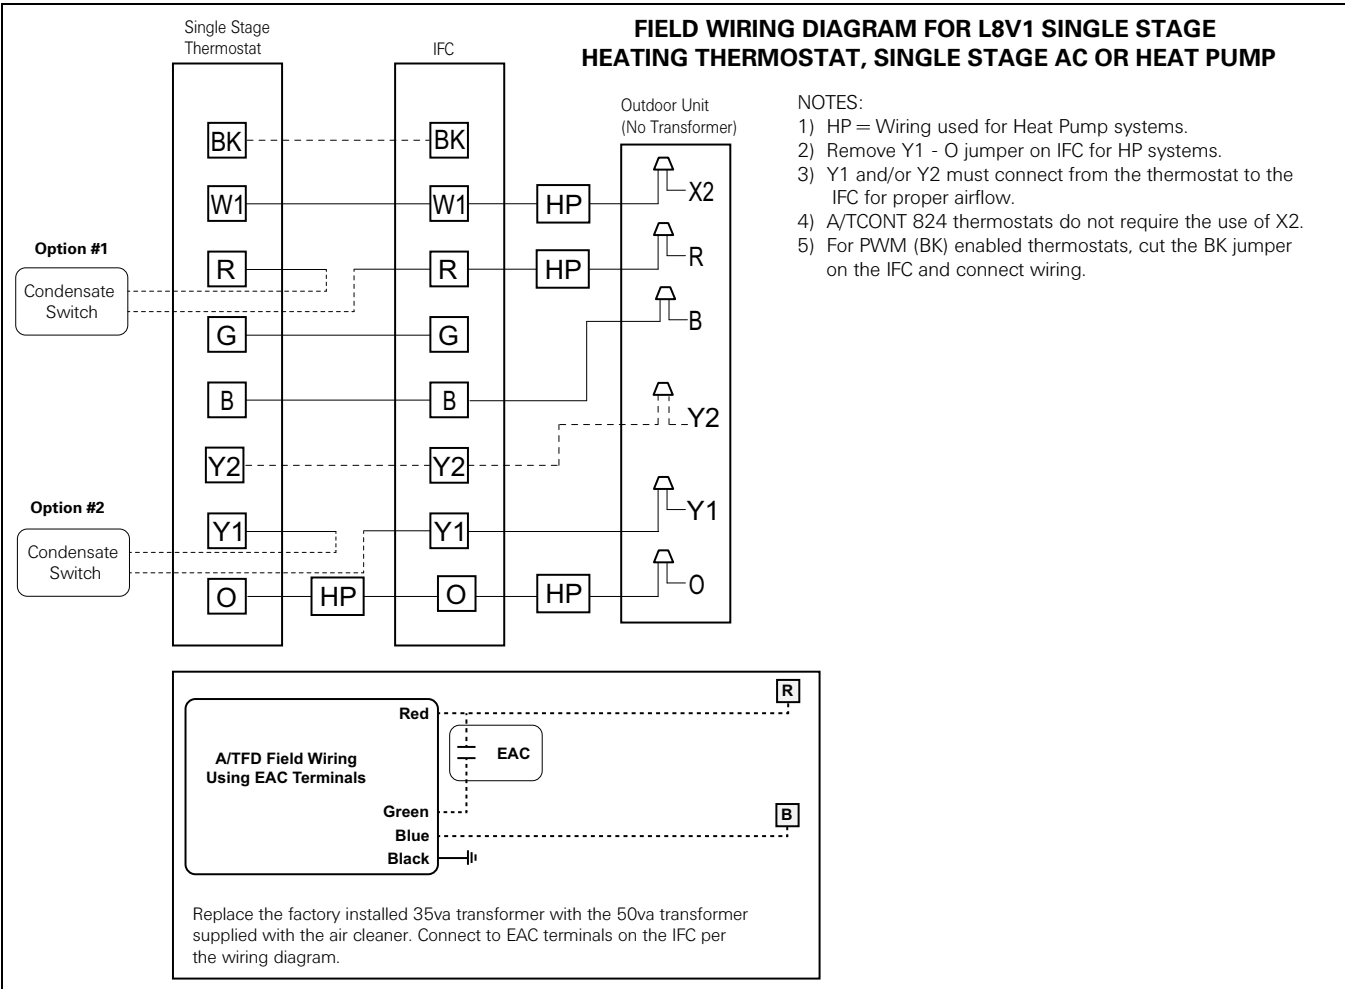 FIELD WIRING DIAGRAM FOR L8V1 SINGLE STAGE
HEATING THERMOSTAT, SINGLE STAGE AC OR HEAT PUMP
Single Stage
Thermostat
IFC
Outdoor Unit
(No Transformer)
NOTES:
1) HP = Wiring used for Heat Pump systems.
2) Remove Y1 - O jumper on IFC for HP systems.
3) Y1 and/or Y2 must connect from the thermostat to the
IFC for proper airflow.
4) A/TCONT 824 thermostats do not require the use of X2.
5) For PWM (BK) enabled thermostats, cut the BK jumper
on the IFC and connect wiring.
BK BK
W1 W1 HP X2
Option #1
Condensate
Switch
R R HP R
G G B
B B
Y2 Y2 Y2
Option #2
Condensate
Switch
Y1 Y1 Y1
O HP O HP O
A/TFD Field Wiring
Using EAC Terminals
Red
R
EAC
Green
Blue
B
Black
Replace the factory installed 35va transformer with the 50va transformer
supplied with the air cleaner. Connect to EAC terminals on the IFC per
the wiring diagram.